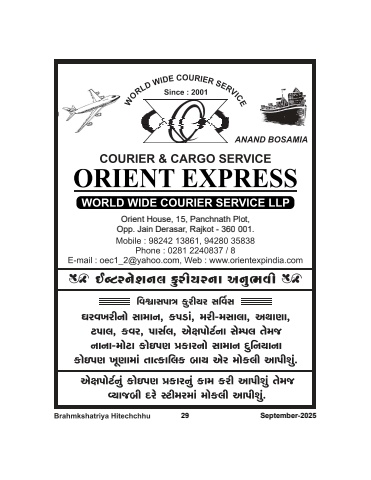 WORLD WIDE COURIER SERVICE
Since : 2001
ANAND BOSAMIA
COURIER & CARGO SERVICE
ORIENT EXPRESS
WORLD WIDE COURIER SERVICE LLP
Orient House, 15, Panchnath Plot,
Opp. Jain Derasar, Rajkot - 360 001.
Mobile : 98242 13861, 94280 35838
Phone : 0281 2240837 / 8
E-mail : oec1_2@yahoo.com, Web : www.orientexpindia.com
ઈન્ટરનેશનલ કુરીયરના અનુભવી
વિશ્વાસપાત્ર કુરીયર સર્વિસ
ઘરવખરીનો સામાન, કપડાં, મરી-મસાલા, અથાણા,
ટપાલ, કવર, પાર્સલ, એક્ષપોર્ટના સેમ્પલ તેમજ
નાના-મોટા કોઇપણ પ્રકારનો સામાન દુનિયાના
કોઇપણ ખૂણામાં તાત્કાલિક બાય એર મોકલી આપીશું.
એક્ષપોર્ટનું કોઇપણ પ્રકારનું કામ કરી આપીશું તેમજ
વ્યાજબી દરે સ્ટીમરમાં મોકલી આપીશું.
Brahmkshatriya Hitechchhu 29 September-2025